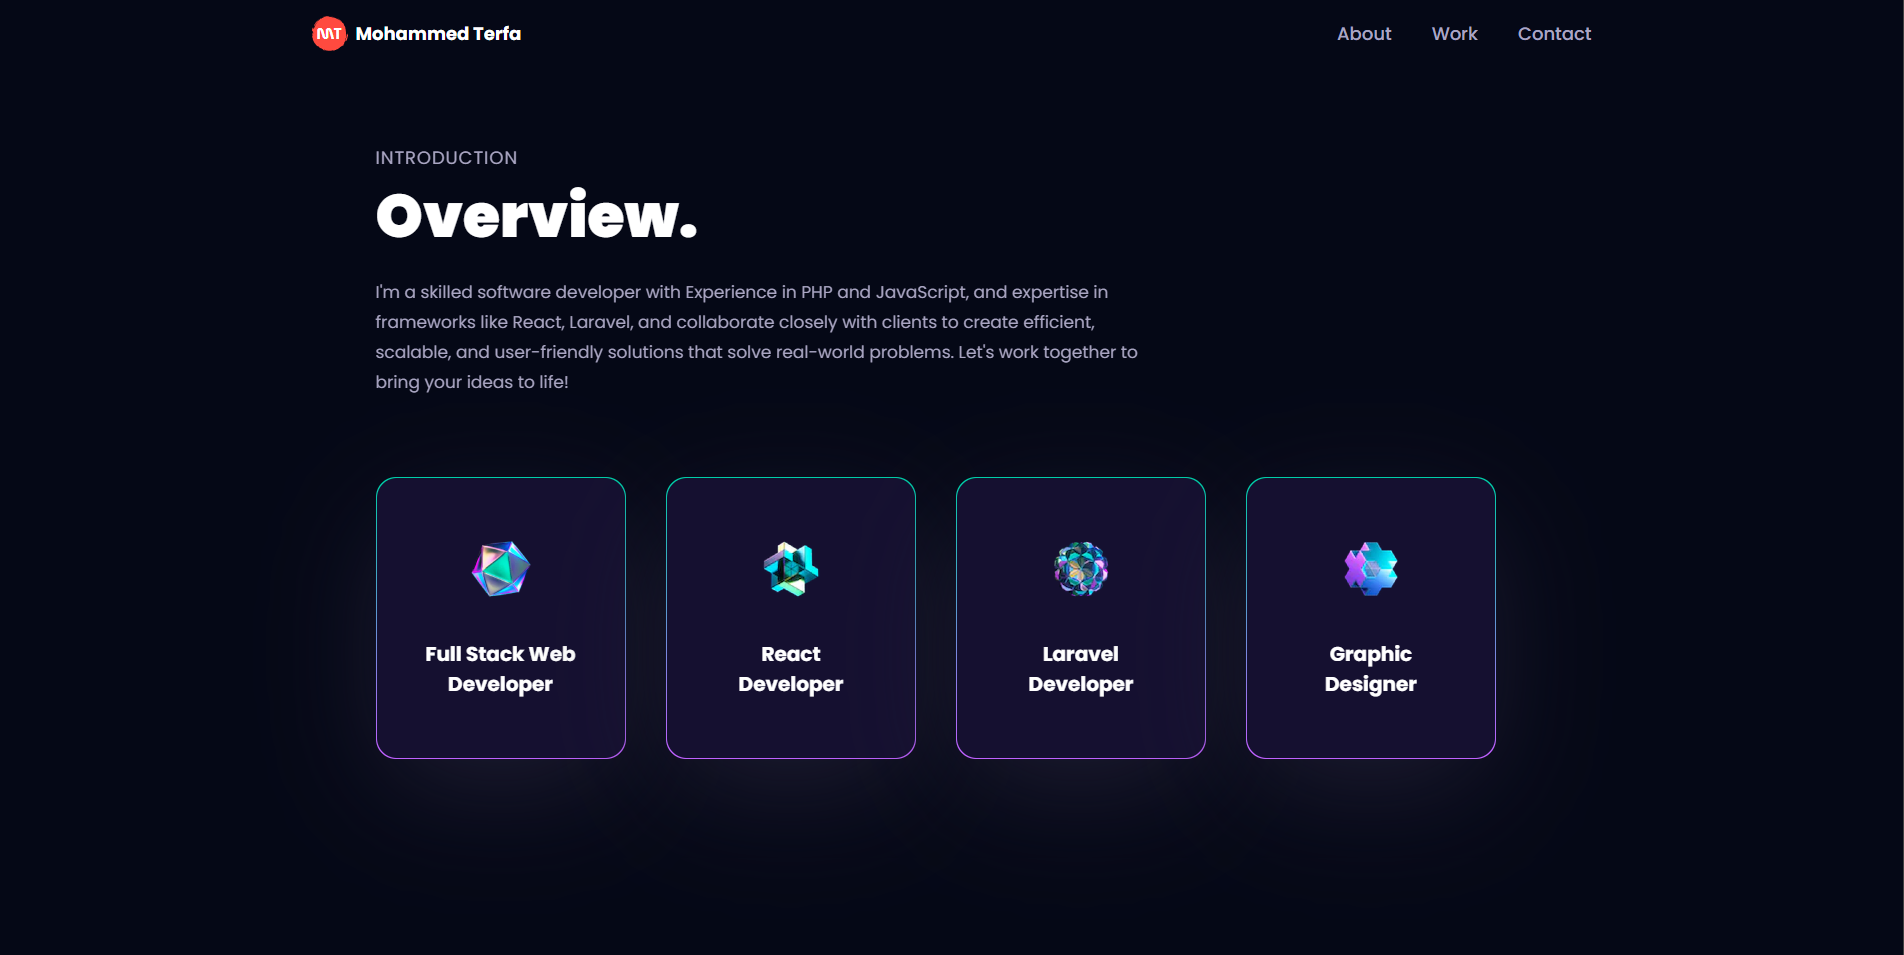 MT Mohammed Terfa
About Work Contact
INTRODUCTION
Overview.
I'm a skilled software developer with Experience in PHP and JavaScript, and expertise in
frameworks like React, Laravel, and collaborate closely with clients to create efficient,
scalable, and user-friendly solutions that solve real-world problems. Let's work together to
bring your ideas to life!
Full Stack Web
Developer
React
Developer
Laravel
Developer
Graphic
Designer